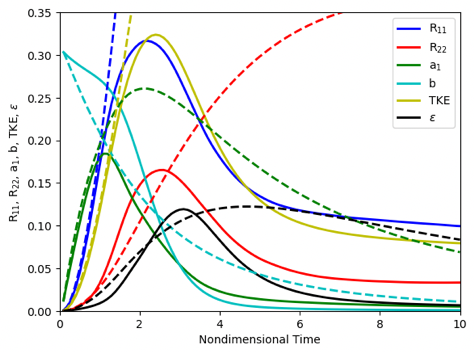 R₁₁, R₂₂, a₁, b, TKE, ε
0.35
0.30
0.25
0.20
0.15
0.10
0.05
0.00
0 2 4 6 8 10
Nondimensional Time
R₁₁
R₂₂
a₁
b
TKE
ε